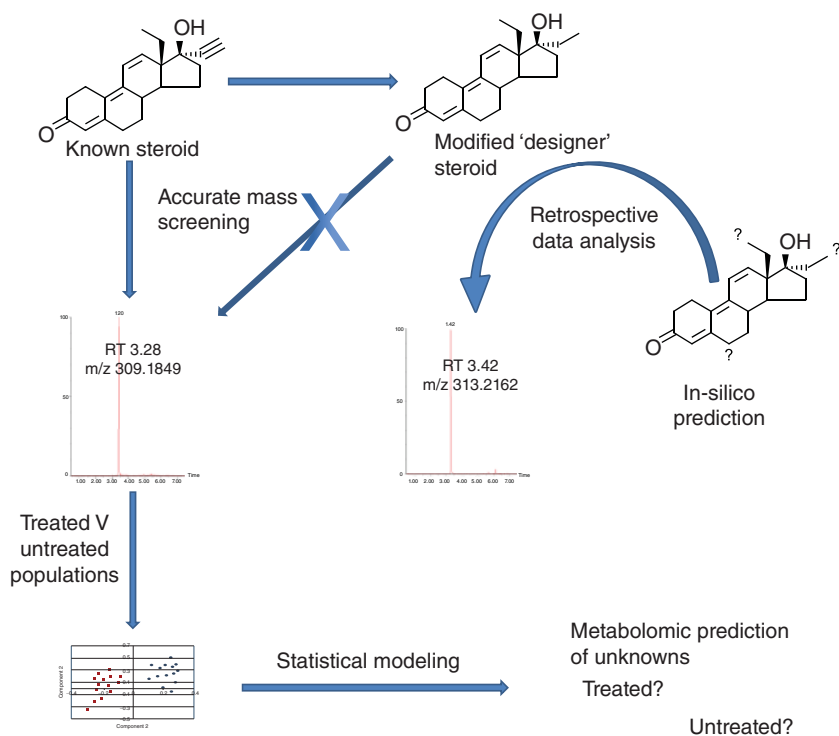 OH
OH
O
O
Known steroid
Modified ‘designer’
steroid
Accurate mass
screening
X
Retrospective
data analysis
?
OH
?
O
?
In-silico
prediction
100
50
0
RT 3.28
m/z 309.1849
1.00 2.00 3.00 4.00 5.00 6.00 7.00
Time
100
50
0
1.42
RT 3.42
m/z 313.2162
1.00 2.00 3.00 4.00 5.00 6.00 7.00
Time
Treated V
untreated
populations
Component 2
Component 2
Statistical modeling
Metabolomic prediction
of unknowns
Treated?
Untreated?